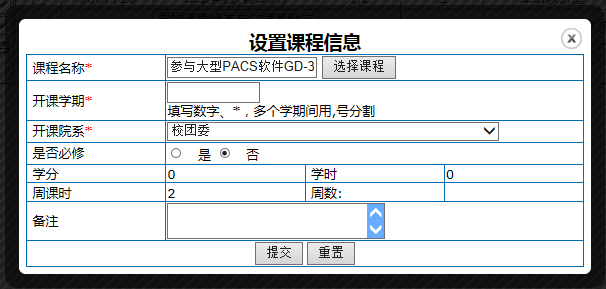 设置课程信息
课程名称* 参与大型PACS软件GD-3 选择课程
开课学期*
填写数字、*，多个学期间用,号分割
开课院系* 校团委
是否必修 是 否
学分 0 学时 0
周课时 2 周数:
备注
提交 重置